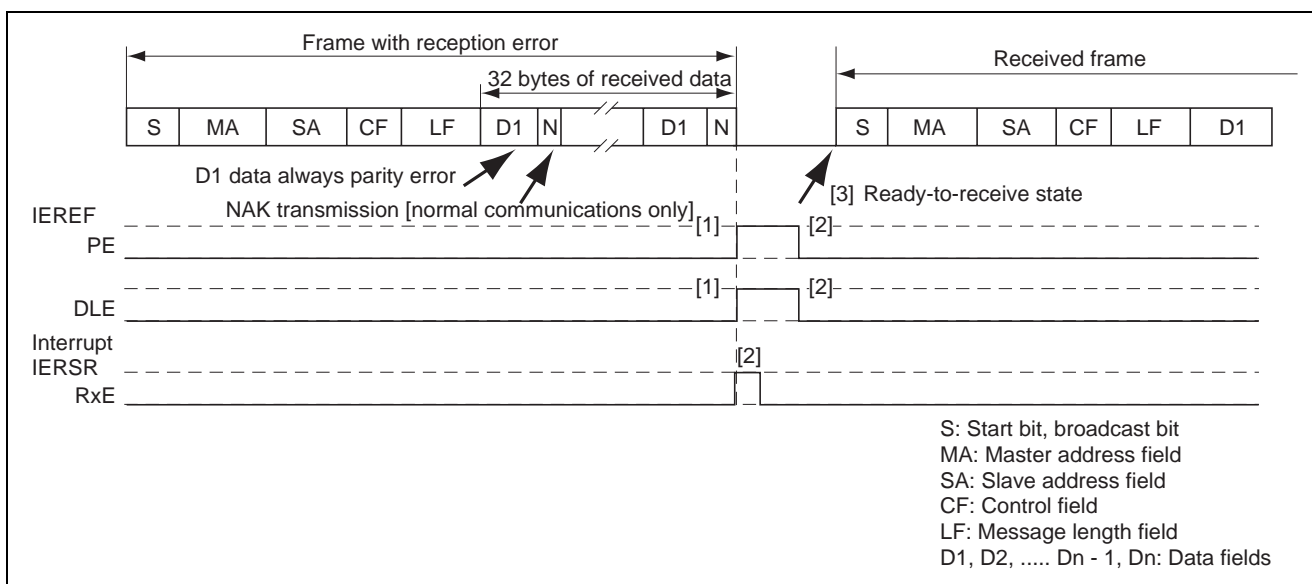 Frame with reception error
Received frame
32 bytes of received data
S MA SA CF LF D1 N D1 N S MA SA CF LF D1
D1 data always parity error
NAK transmission [normal communications only]
[3] Ready-to-receive state
IEREF
PE
[1] [2]
DLE
[1] [2]
Interrupt
IERSR
RxE
[2]
S: Start bit, broadcast bit
MA: Master address field
SA: Slave address field
CF: Control field
LF: Message length field
D1, D2, ..... Dn - 1, Dn: Data fields